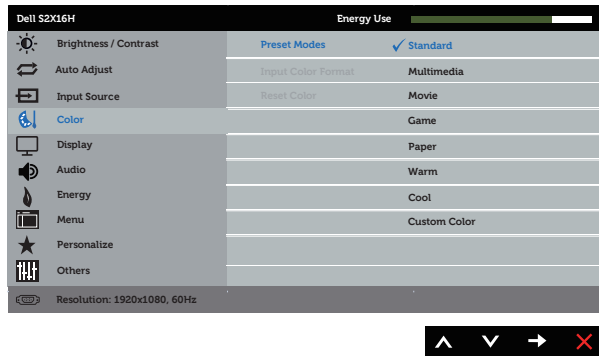 Dell S2X16H Energy Use
Brightness / Contrast Preset Modes Standard
Auto Adjust Input Color Format Multimedia
Input Source Reset Color Movie
Color Game
Display Paper
Audio Warm
Energy Cool
Menu Custom Color
Personalize
Others
Resolution: 1920x1080, 60Hz